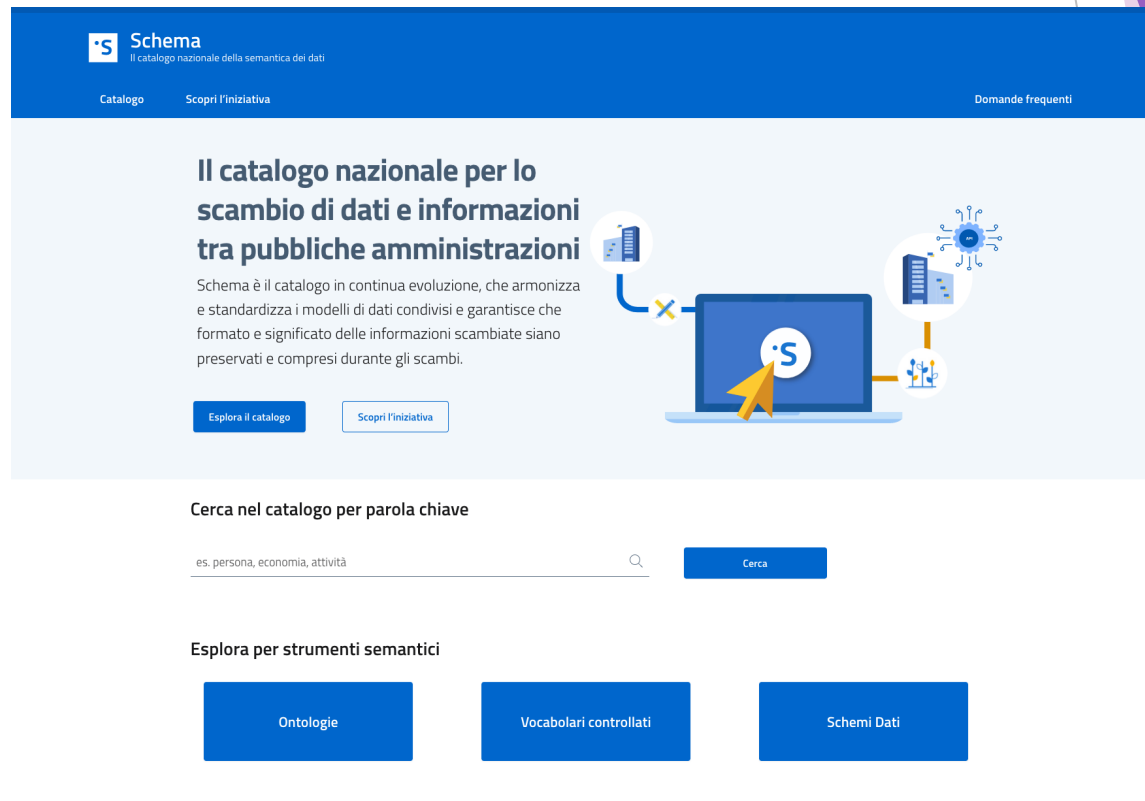 ·S Schema
Il catalogo nazionale della semantica dei dati
Catalogo Scopri l'iniziativa Domande frequenti
Il catalogo nazionale per lo
scambio di dati e informazioni
tra pubbliche amministrazioni
Schema è il catalogo in continua evoluzione, che armonizza
e standardizza i modelli di dati condivisi e garantisce che
formato e significato delle informazioni scambiate siano
preservati e compresi durante gli scambi.
API
·S
Esplora il catalogo Scopri l'iniziativa
Cerca nel catalogo per parola chiave
es. persona, economia, attività Cerca
Esplora per strumenti semantici
Ontologie Vocabolari controllati Schemi Dati